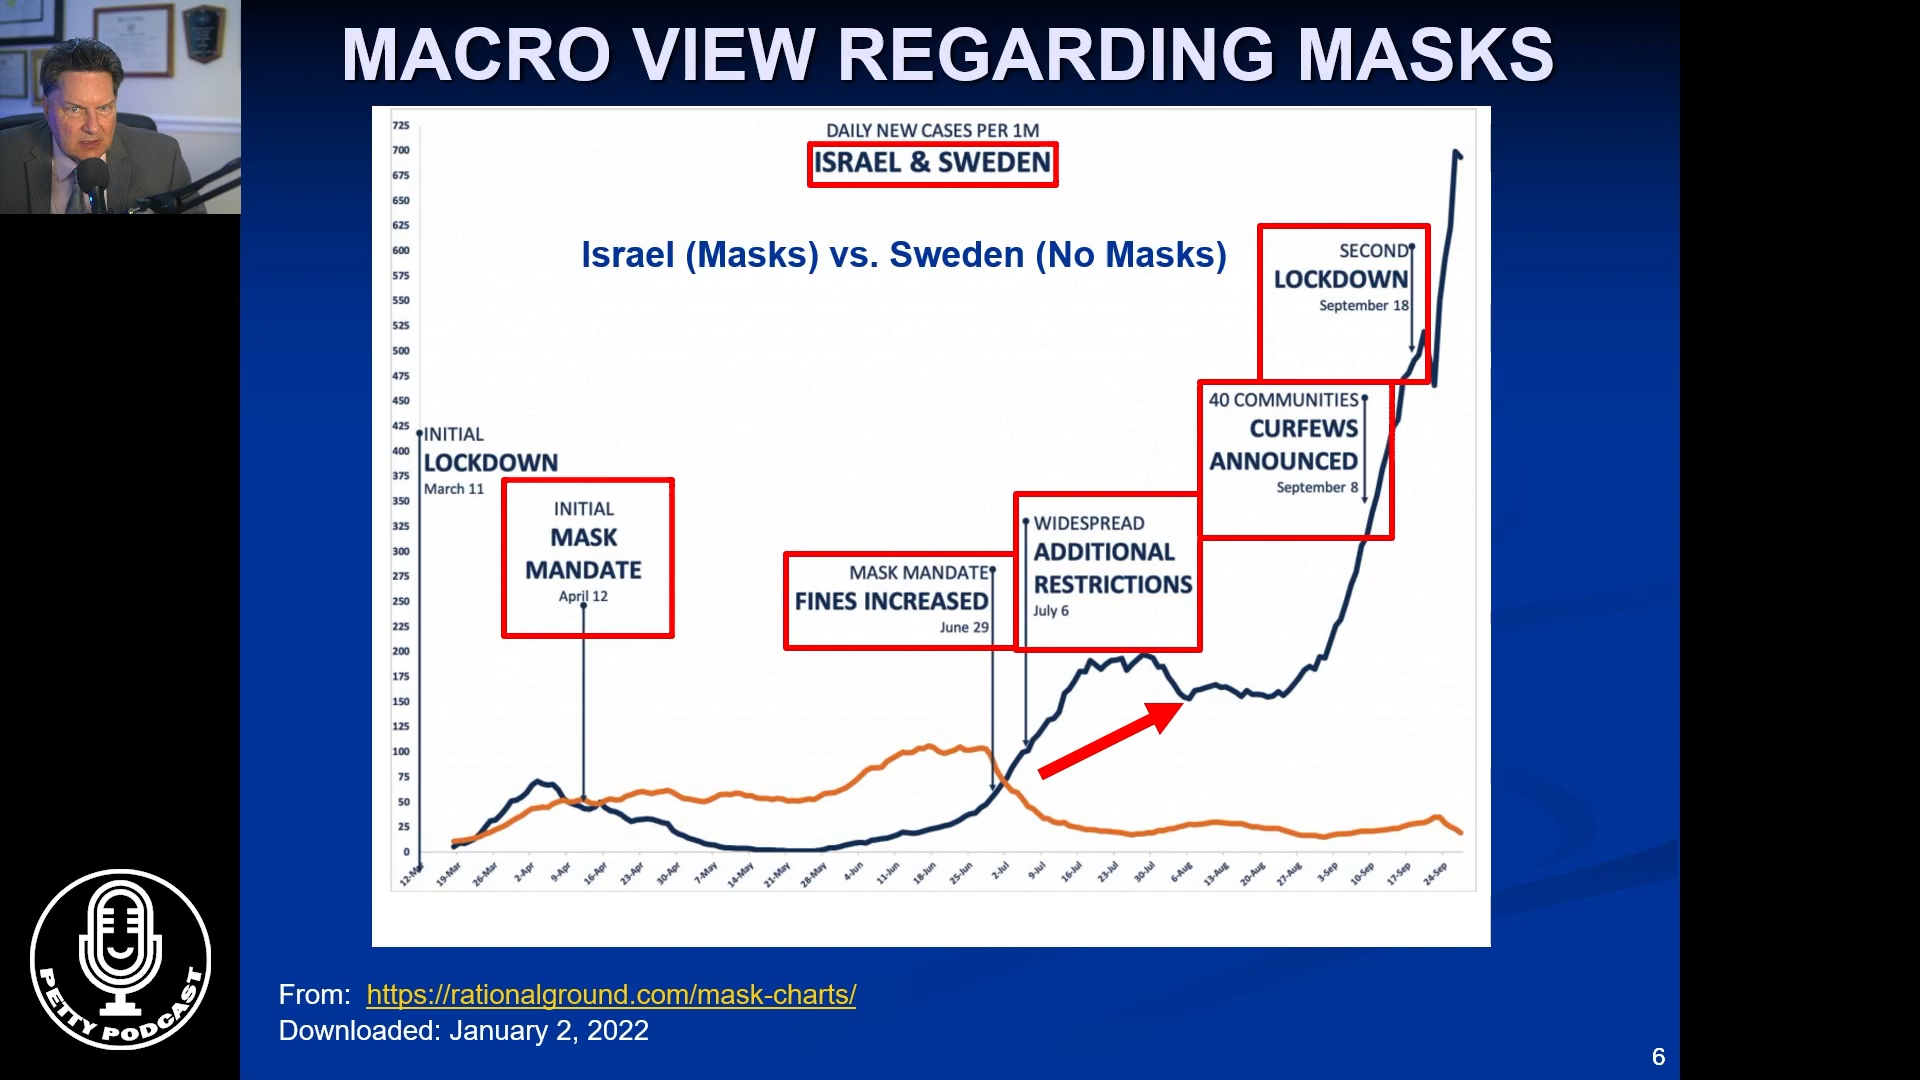 MACRO VIEW REGARDING MASKS
DAILY NEW CASES PER 1M
ISRAEL & SWEDEN
Israel (Masks) vs. Sweden (No Masks)
725
700
675
650
625
600
575
550
525
500
475
450
425
400
375
350
325
300
275
250
225
200
175
150
125
100
75
50
25
0
INITIAL
LOCKDOWN
March 11
INITIAL
MASK
MANDATE
April 12
MASK MANDATE
FINES INCREASED
June 29
WIDESPREAD
ADDITIONAL
RESTRICTIONS
July 6
40 COMMUNITIES
CURFEWS
ANNOUNCED
September 8
SECOND
LOCKDOWN
September 18
12-Mar 19-Mar 26-Mar 2-Apr 9-Apr 16-Apr 23-Apr 30-Apr 7-May 14-May 21-May 28-May 4-Jun 11-Jun 18-Jun 25-Jun 2-Jul 9-Jul 16-Jul 23-Jul 30-Jul 6-Aug 13-Aug 20-Aug 27-Aug 3-Sep 10-Sep 17-Sep 24-Sep
From: https://rationalground.com/mask-charts/
Downloaded: January 2, 2022
PETTY PODCAST
6